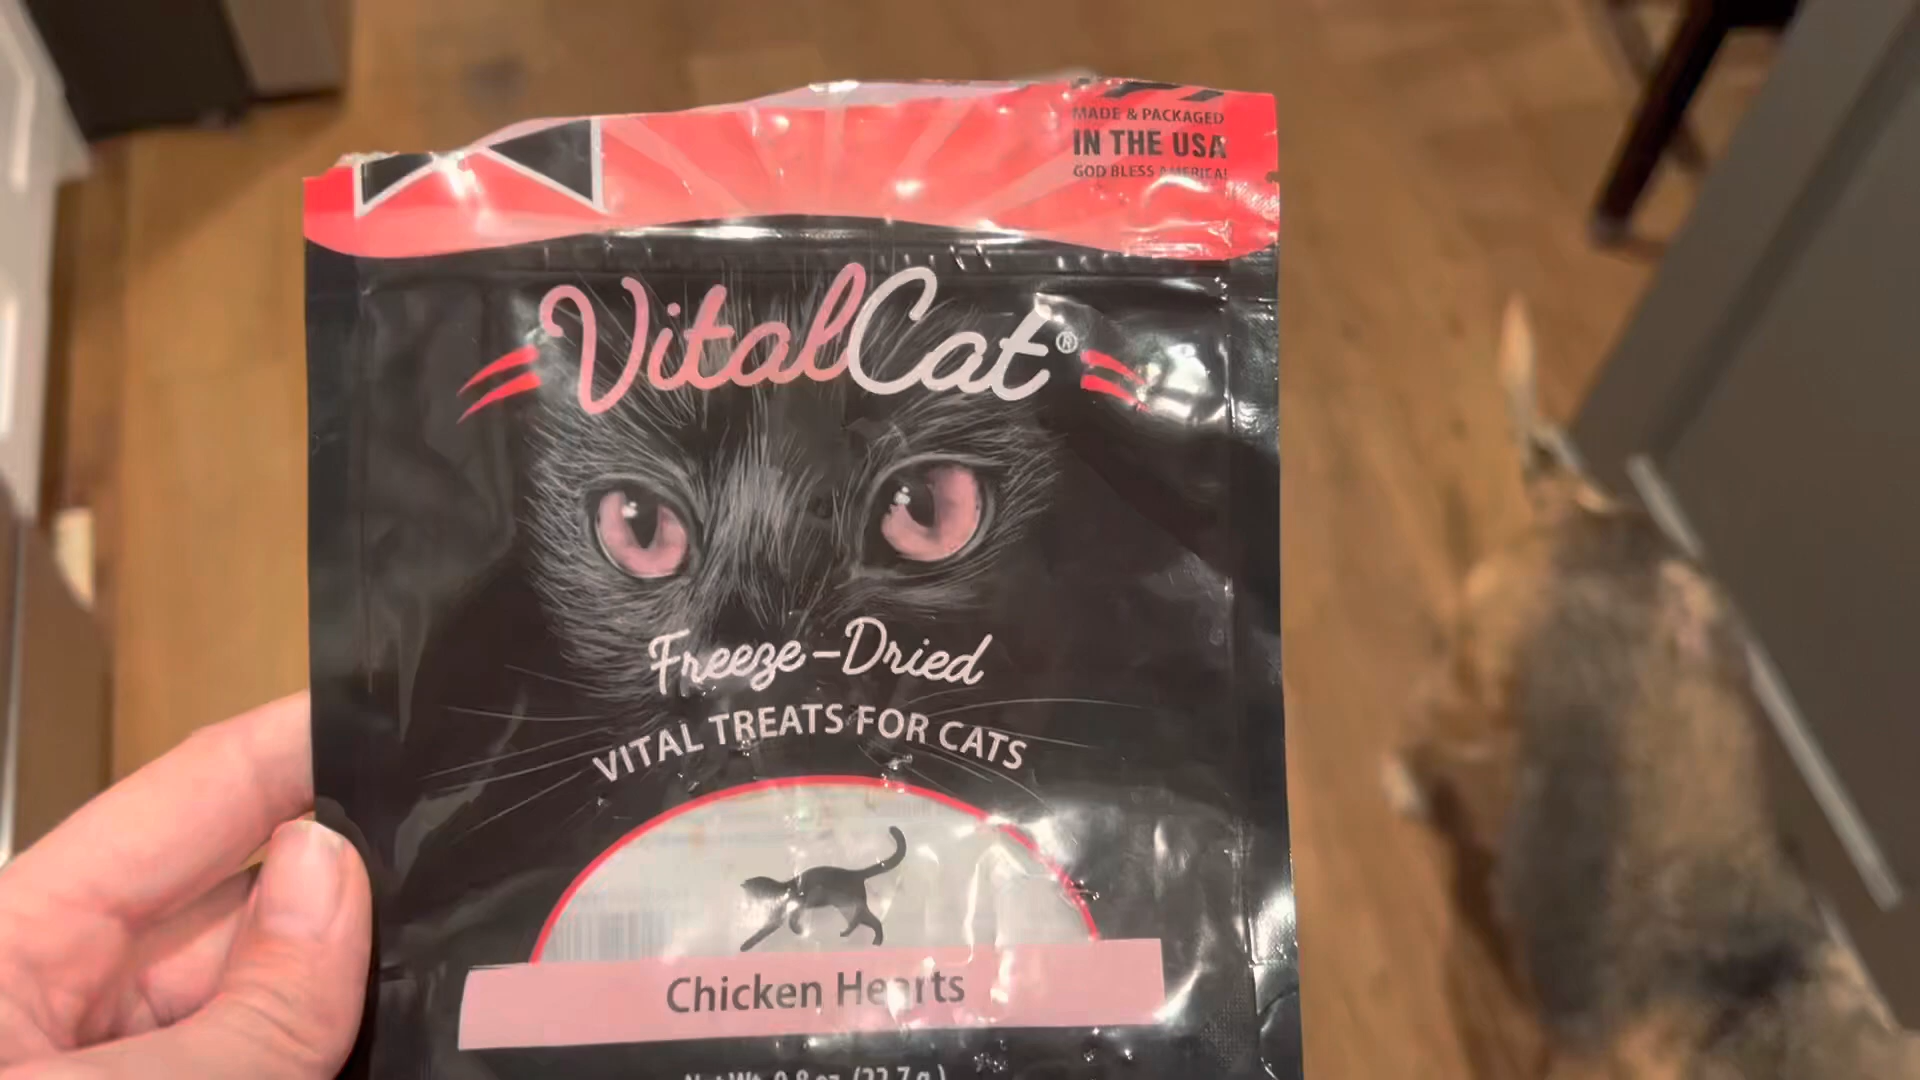 MADE & PACKAGED
IN THE USA
GOD BLESS AMERICA!
VitalCat®
Freeze-Dried
VITAL TREATS FOR CATS
Chicken Hearts
Net Wt. 0.8 oz. (22.7 g.)